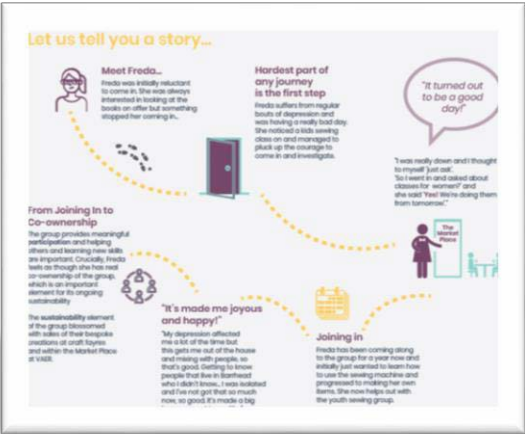 Let us tell you a story...
Meet Freda...
Freda was initially reluctant
to come in. She was always
interested in looking at the
books on offer but something
stopped her coming in...
Hardest part of
any journey
is the first step
Freda suffers from regular
bouts of depression and
was having a really bad day.
She noticed a kids sewing
class on and managed to
pluck up the courage to
come in and investigate.
"It turned out
to be a good
day!"
"I was really down and I thought
to myself 'just ask'.
'So I went in and asked about
classes for women?' and
she said 'Yes! We're doing them
from tomorrow.'"
The
Market
Place
Joining in
Freda has been coming along
to the group for a year now and
initially just wanted to learn how
to use the sewing machine and
progressed to making her own
items. She now helps out with
the youth sewing group.
"It's made me joyous
and happy!"
"My depression affected
me a lot of the time but
this gets me out of the house
and mixing with people, so
that's good. Getting to know
people that live in Barrhead
who I didn't know... I was isolated
and I've not got that so much
now, so good. It's made a big
From Joining In to
Co-ownership
The group provides meaningful
participation and helping
others and learning new skills
are important. Crucially, Freda
feels as though she has real
co-ownership of the group,
which is an important
element for its ongoing
sustainability
The sustainability element
of the group blossomed
with sales of their bespoke
creations at craft fayres
and within the Market Place
at VAER.